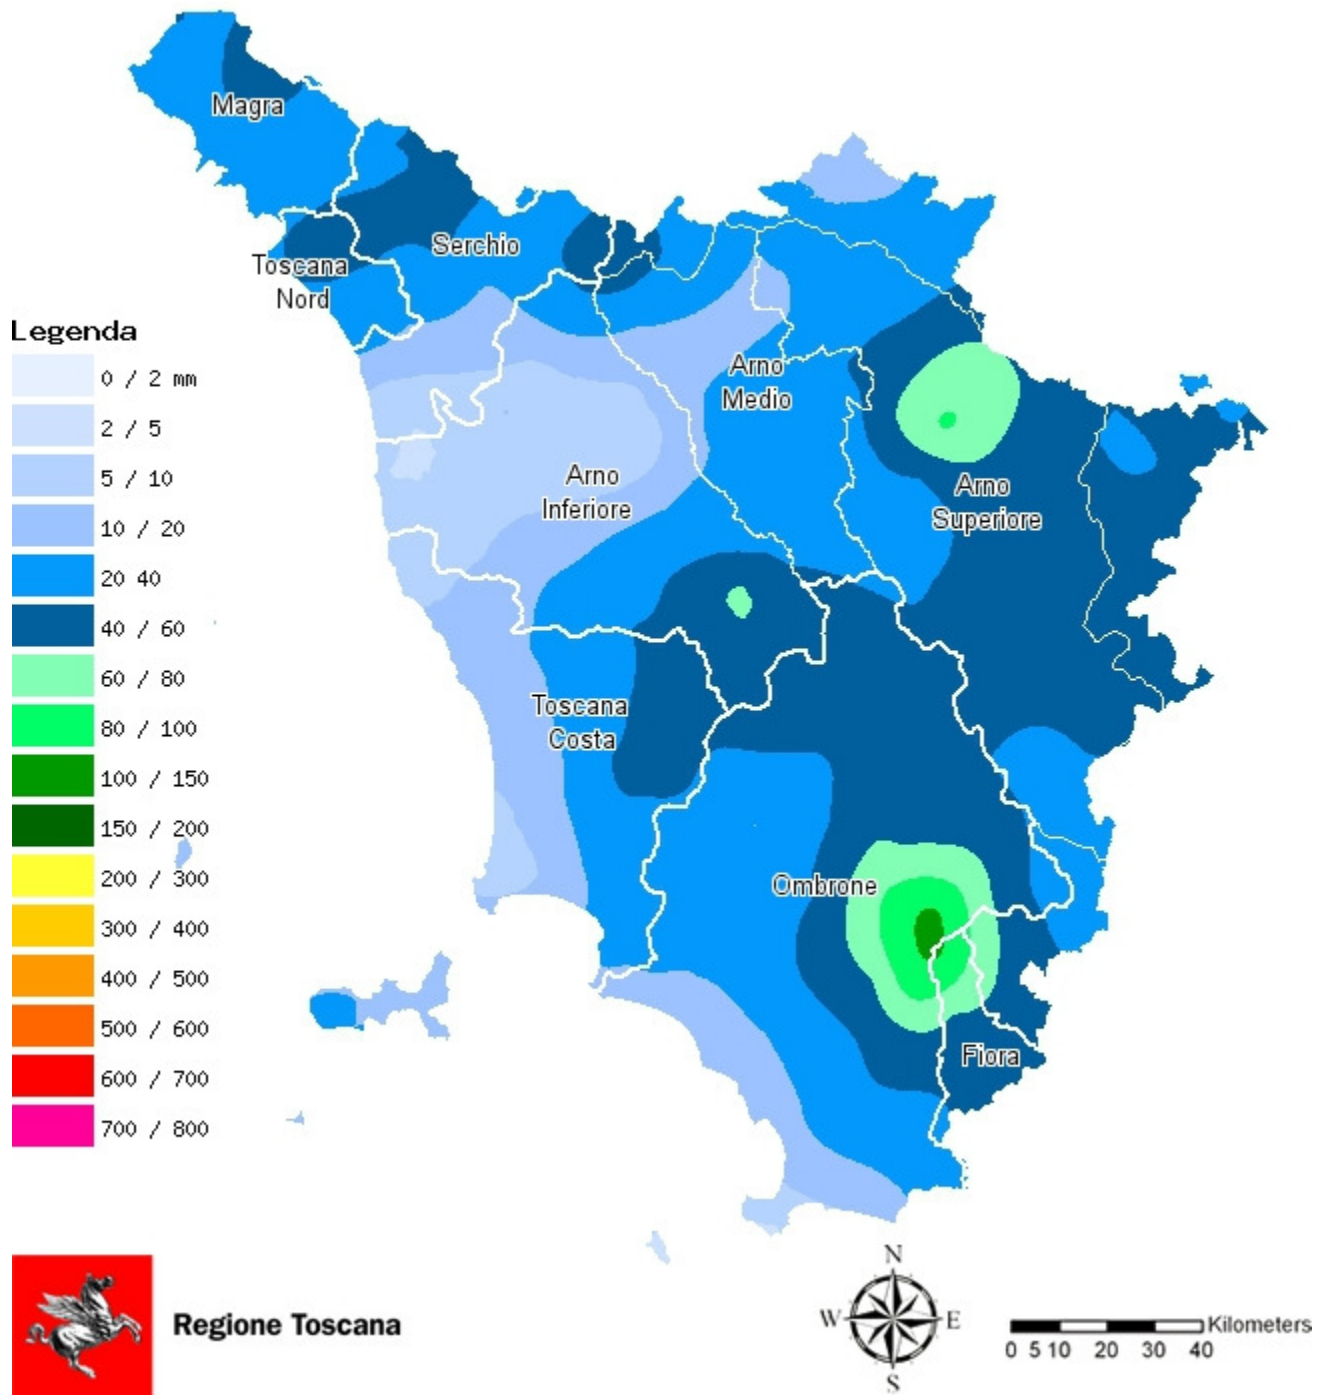 Magra
Serchio
Toscana
Nord
Legenda
0 / 2 mm
2 / 5
5 / 10
10 / 20
20 40
40 / 60
60 / 80
80 / 100
100 / 150
150 / 200
200 / 300
300 / 400
400 / 500
500 / 600
600 / 700
700 / 800
Arno
Medio
Arno
Inferiore
Arno
Superiore
Toscana
Costa
Ombrone
Fiora
Regione Toscana
N
W E
S
Kilometers
0 5 10 20 30 40